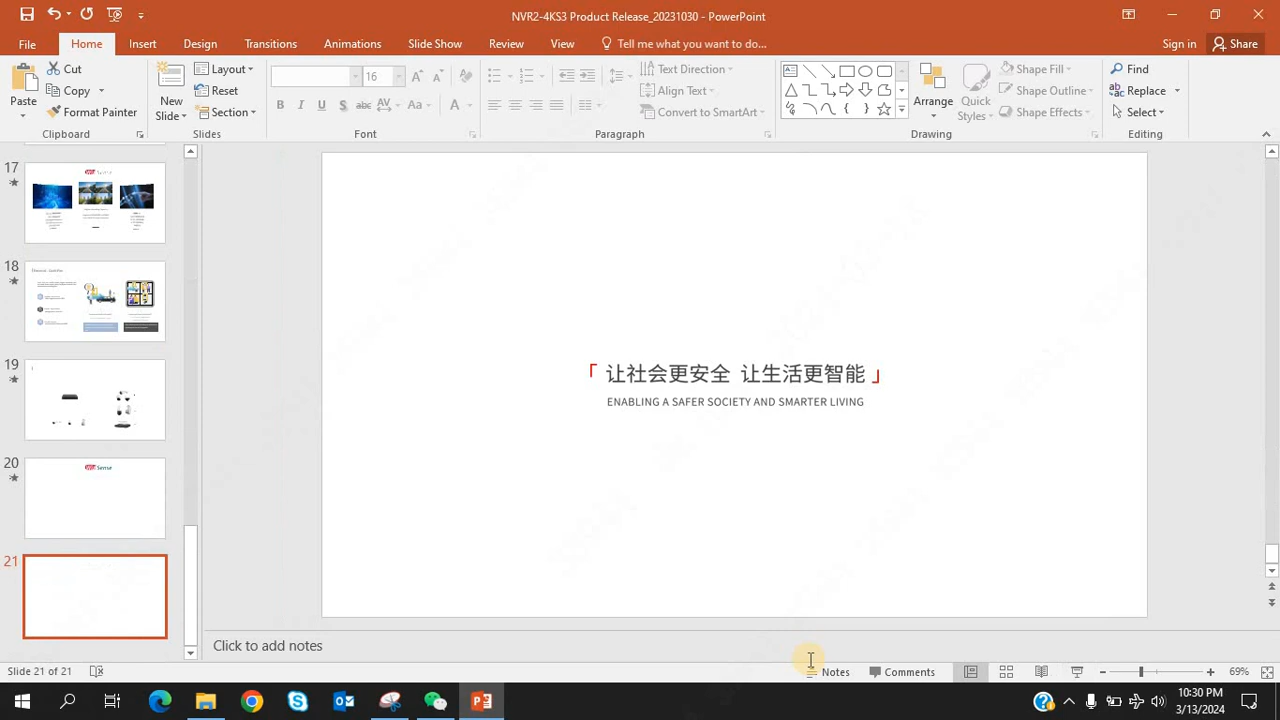 NVR2-4KS3 Product Release_20231030 - PowerPoint
File Home Insert Design Transitions Animations Slide Show Review View Tell me what you want to do... Sign in Share
Paste Cut Copy Format Painter Clipboard
New Slide Layout Reset Section Slides
16
Font
Text Direction Align Text Convert to SmartArt
Paragraph
Arrange Quick Styles Shape Fill Shape Outline Shape Effects
Drawing
Find Replace Select
Editing
17
18
19
20
Sense
21
「 让社会更安全 让生活更智能 」
ENABLING A SAFER SOCIETY AND SMARTER LIVING
Click to add notes
Slide 21 of 21 Notes Comments 69%
10:30 PM
3/13/2024